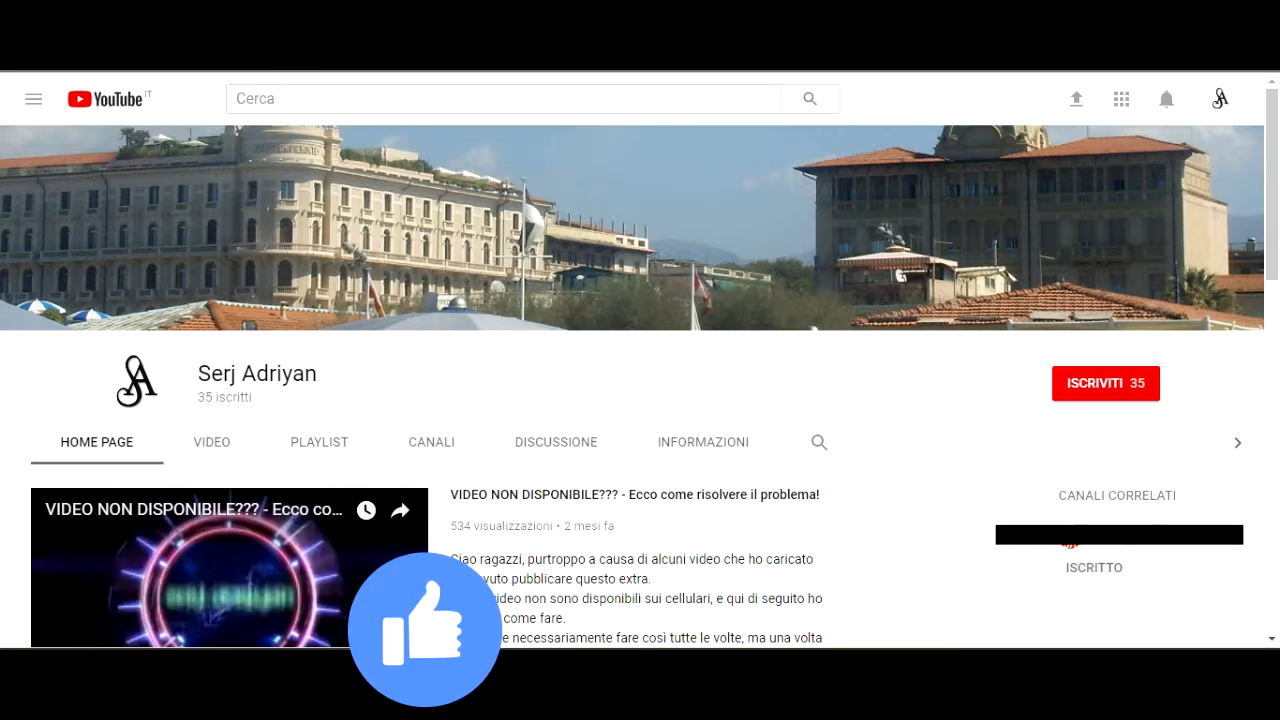 YouTube IT
Cerca
Serj Adriyan
35 iscritti
ISCRIVITI 35
HOME PAGE VIDEO PLAYLIST CANALI DISCUSSIONE INFORMAZIONI
VIDEO NON DISPONIBILE??? - Ecco co...
VIDEO NON DISPONIBILE??? - Ecco come risolvere il problema!
534 visualizzazioni • 2 mesi fa
Ciao ragazzi, purtroppo a causa di alcuni video che ho caricato
pubblicare questo extra.
non sono disponibili sui cellulari, e qui di seguito ho
come fare.
necessariamente fare così tutte le volte, ma una volta
CANALI CORRELATI
ISCRITTO